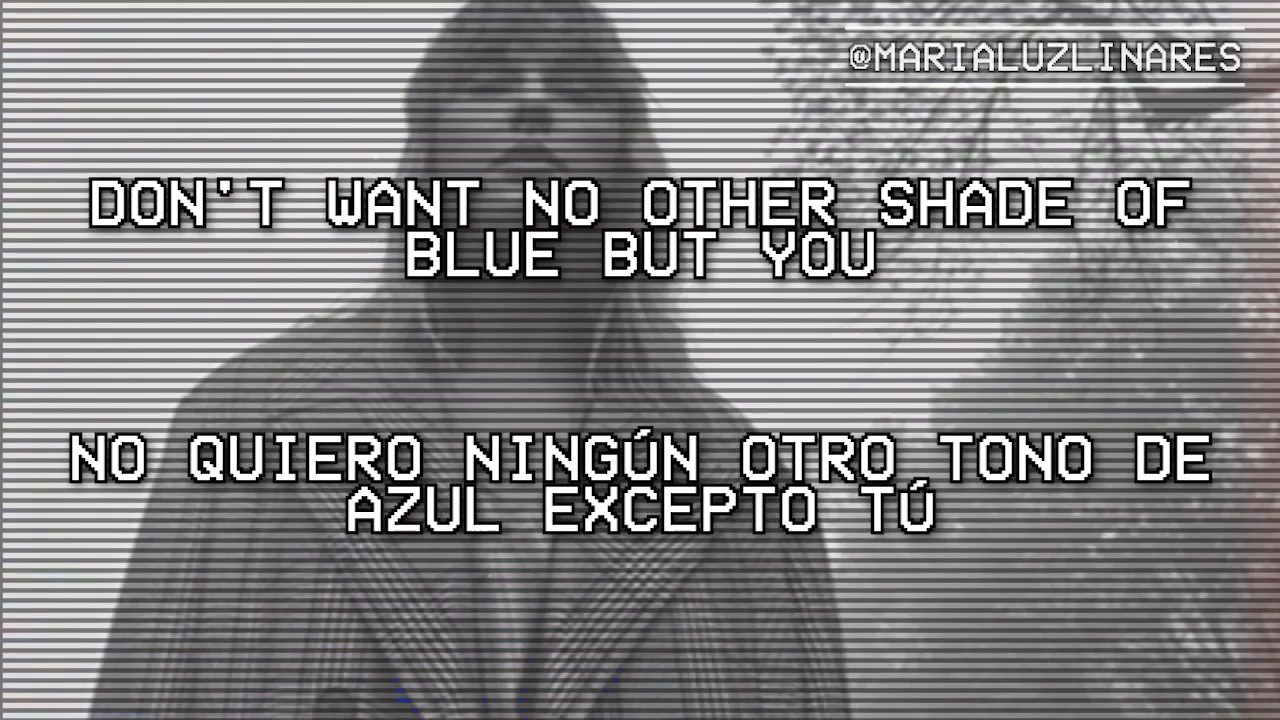 @MARIALUZLINARES
DON'T WANT NO OTHER SHADE OF
BLUE BUT YOU
NO QUIERO NINGÚN OTRO TONO DE
AZUL EXCEPTO TÚ